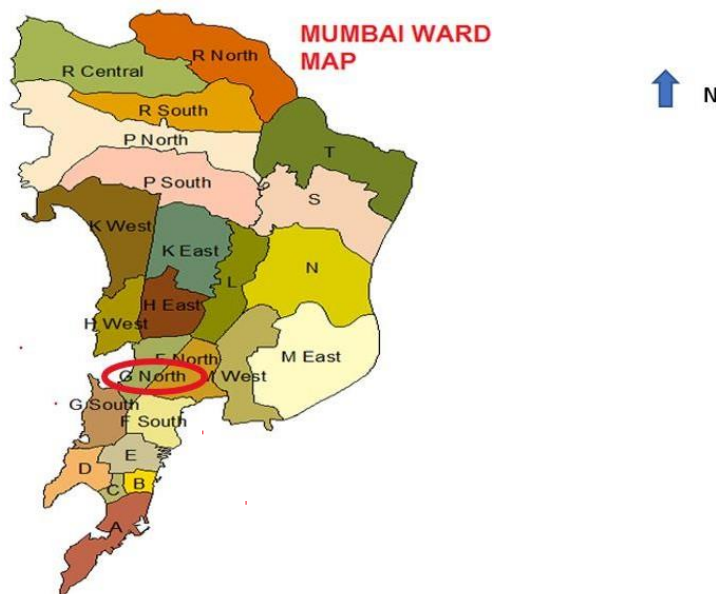 MUMBAI WARD
MAP
N
R North
R Central
R South
P North
T
P South
S
K West
K East
N
L
H East
H West
F North
M East
G North
M West
G South
F South
E
D
B
C
A